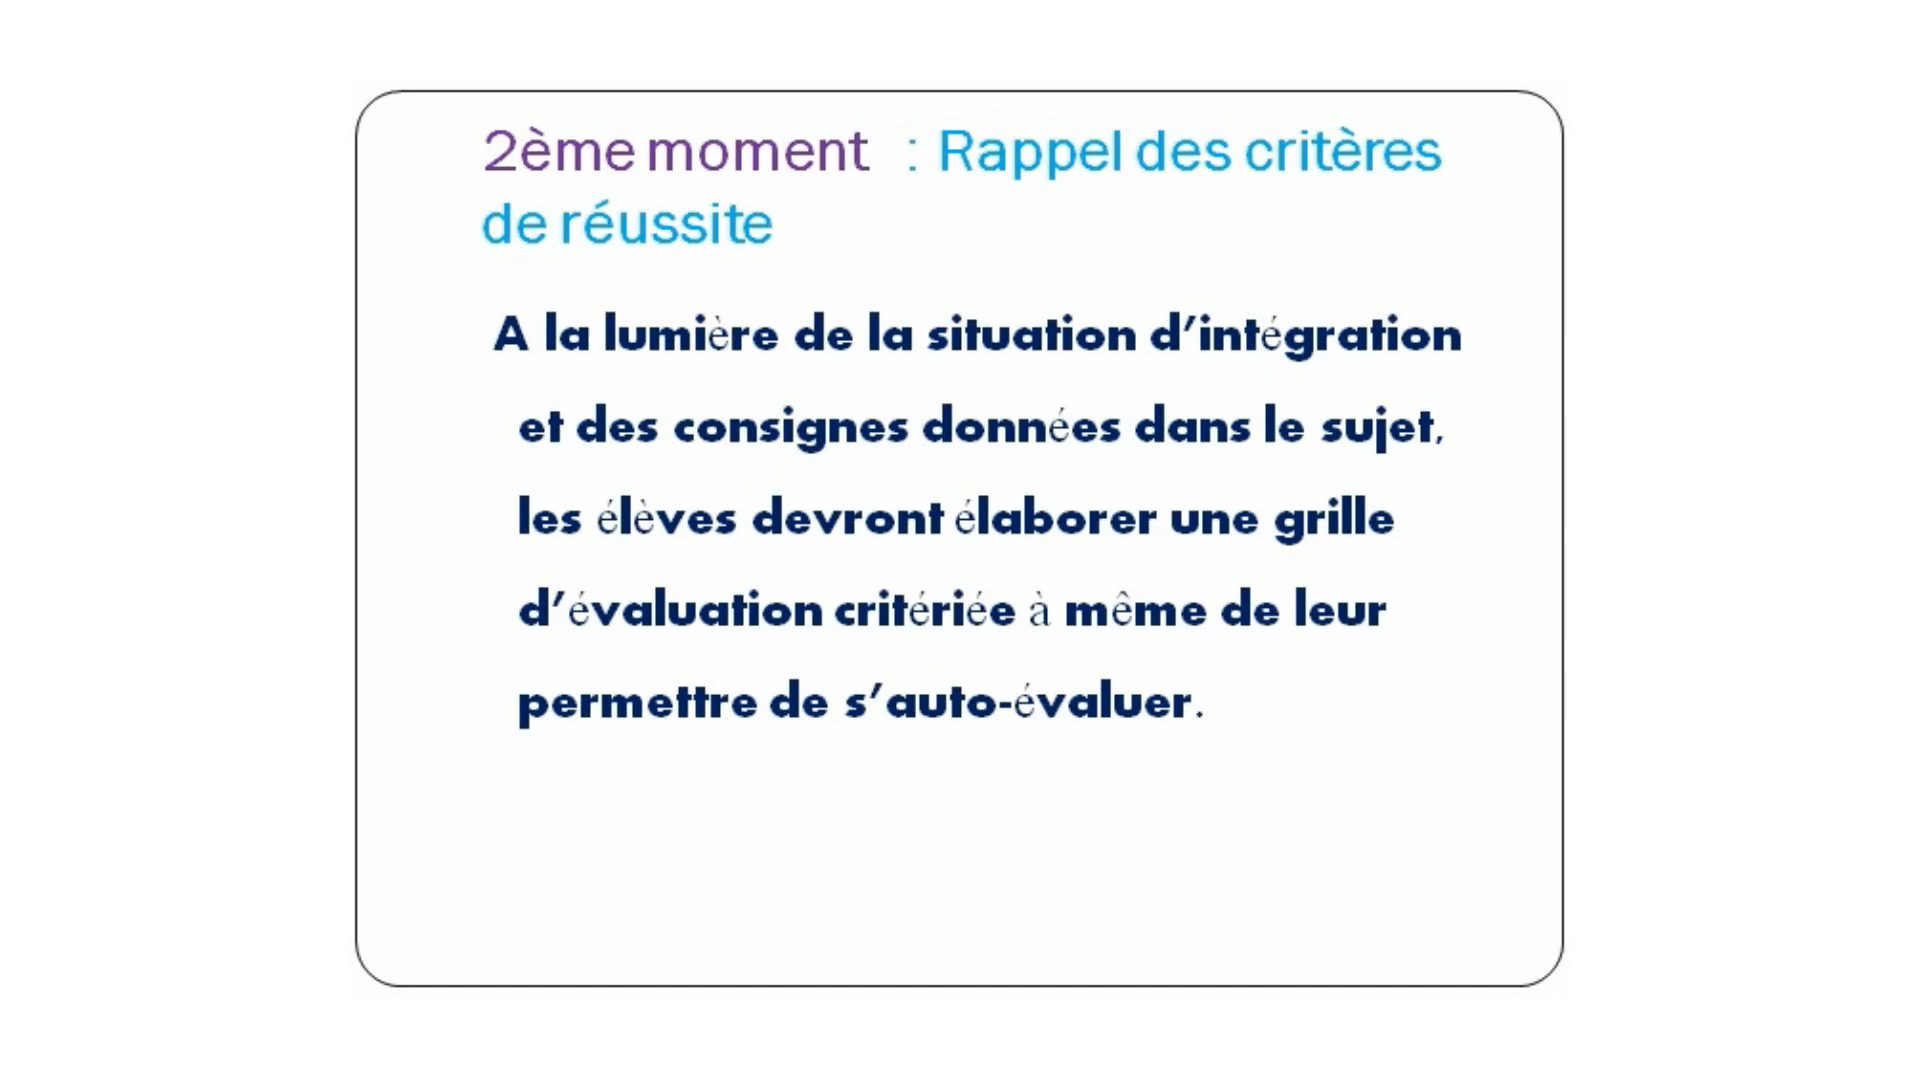 2ème moment : Rappel des critères
de réussite
A la lumière de la situation d’intégration
et des consignes données dans le sujet,
les élèves devront élaborer une grille
d’évaluation critériée à même de leur
permettre de s’auto-évaluer.